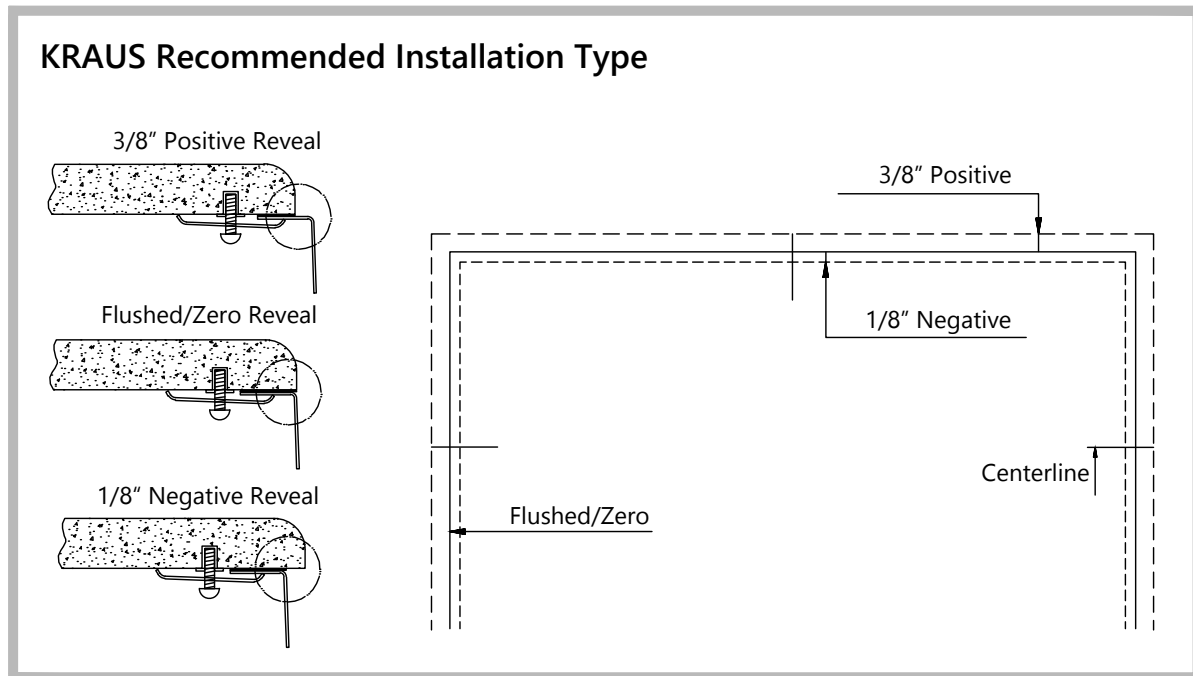 KRAUS Recommended Installation Type
3/8” Positive Reveal
Flushed/Zero Reveal
1/8“ Negative Reveal
3/8” Positive
1/8” Negative
Centerline
Flushed/Zero